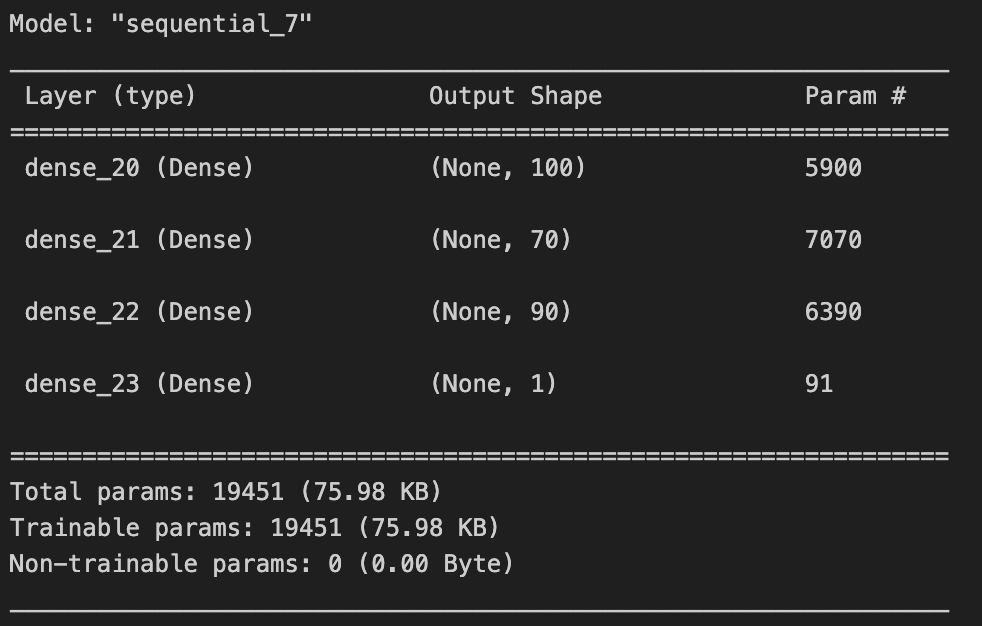 Model: "sequential_7"
_________________________________________________________________
Layer (type) Output Shape Param #
=================================================================
dense_20 (Dense) (None, 100) 5900
dense_21 (Dense) (None, 70) 7070
dense_22 (Dense) (None, 90) 6390
dense_23 (Dense) (None, 1) 91
=================================================================
Total params: 19451 (75.98 KB)
Trainable params: 19451 (75.98 KB)
Non-trainable params: 0 (0.00 Byte)
_________________________________________________________________